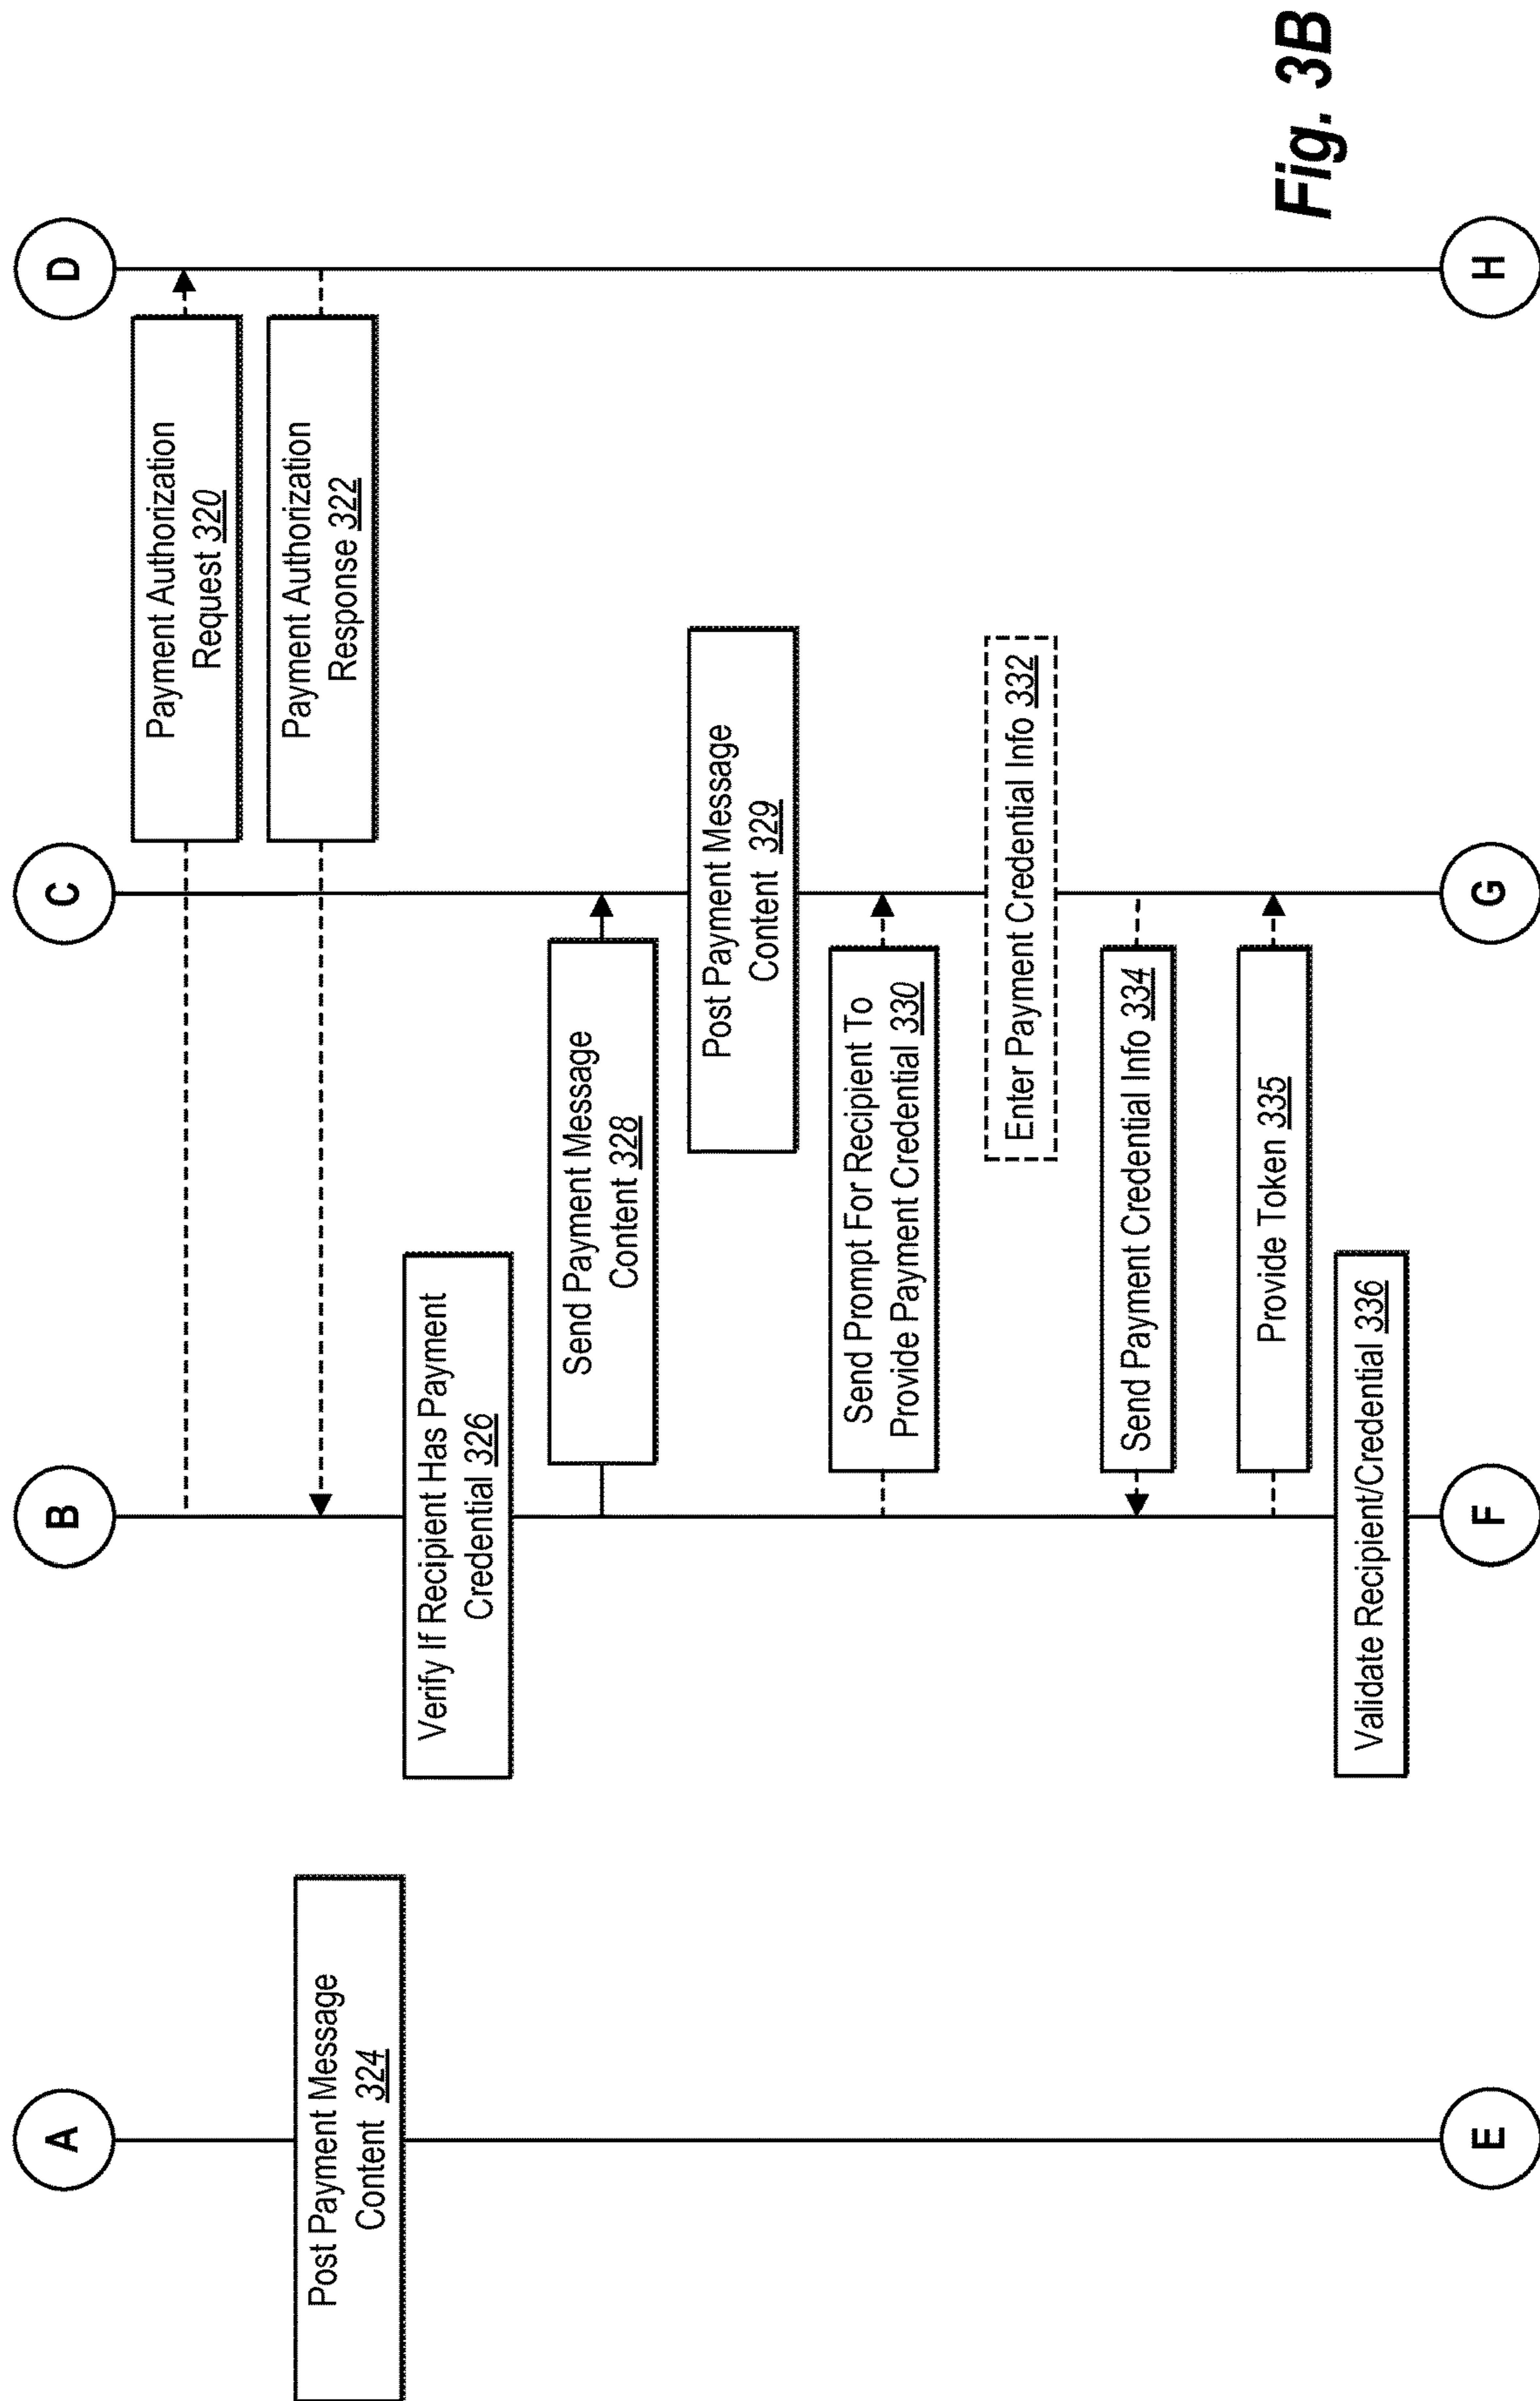 A
B
C
D
Payment Authorization
Request 320
Payment Authorization
Response 322
Post Payment Message
Content 324
Verify If Recipient Has Payment
Credential 326
Send Payment Message
Content 328
Post Payment Message
Content 329
Send Prompt For Recipient To
Provide Payment Credential 330
Enter Payment Credential Info 332
Send Payment Credential Info 334
Provide Token 335
Validate Recipient/Credential 336
E
F
G
H
Fig. 3B